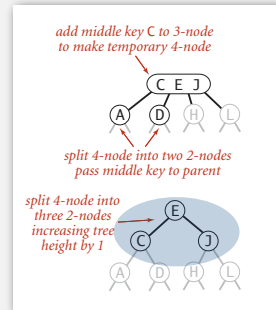 add middle key C to 3-node
to make temporary 4-node
C E J
A D H L
split 4-node into two 2-nodes
pass middle key to parent
split 4-node into
three 2-nodes
increasing tree
height by 1
E
C J
A D H L